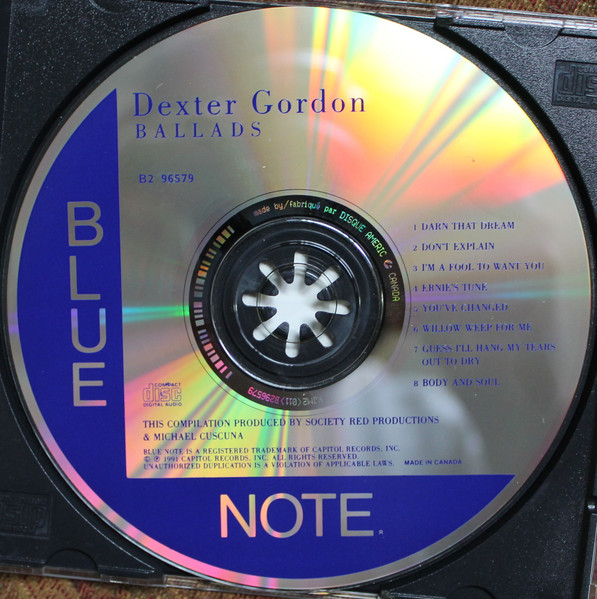 Dexter Gordon
BALLADS
B2 96579
BLUE
NOTE®
made by/fabriqué par DISQUE AMERIC CANADA
B296579
1 DARN THAT DREAM
2 DON'T EXPLAIN
3 I'M A FOOL TO WANT YOU
4 ERNIE'S TUNE
5 YOU'VE CHANGED
6 WILLOW WEEP FOR ME
7 GUESS I'LL HANG MY TEARS
OUT TO DRY
8 BODY AND SOUL
COMPACT
disc
DIGITAL AUDIO
THIS COMPILATION PRODUCED BY SOCIETY RED PRODUCTIONS
& MICHAEL CUSCUNA
BLUE NOTE IS A REGISTERED TRADEMARK OF CAPITOL RECORDS, INC.
© ℗ 1991 CAPITOL RECORDS, INC. ALL RIGHTS RESERVED.
UNAUTHORIZED DUPLICATION IS A VIOLATION OF APPLICABLE LAWS. MADE IN CANADA